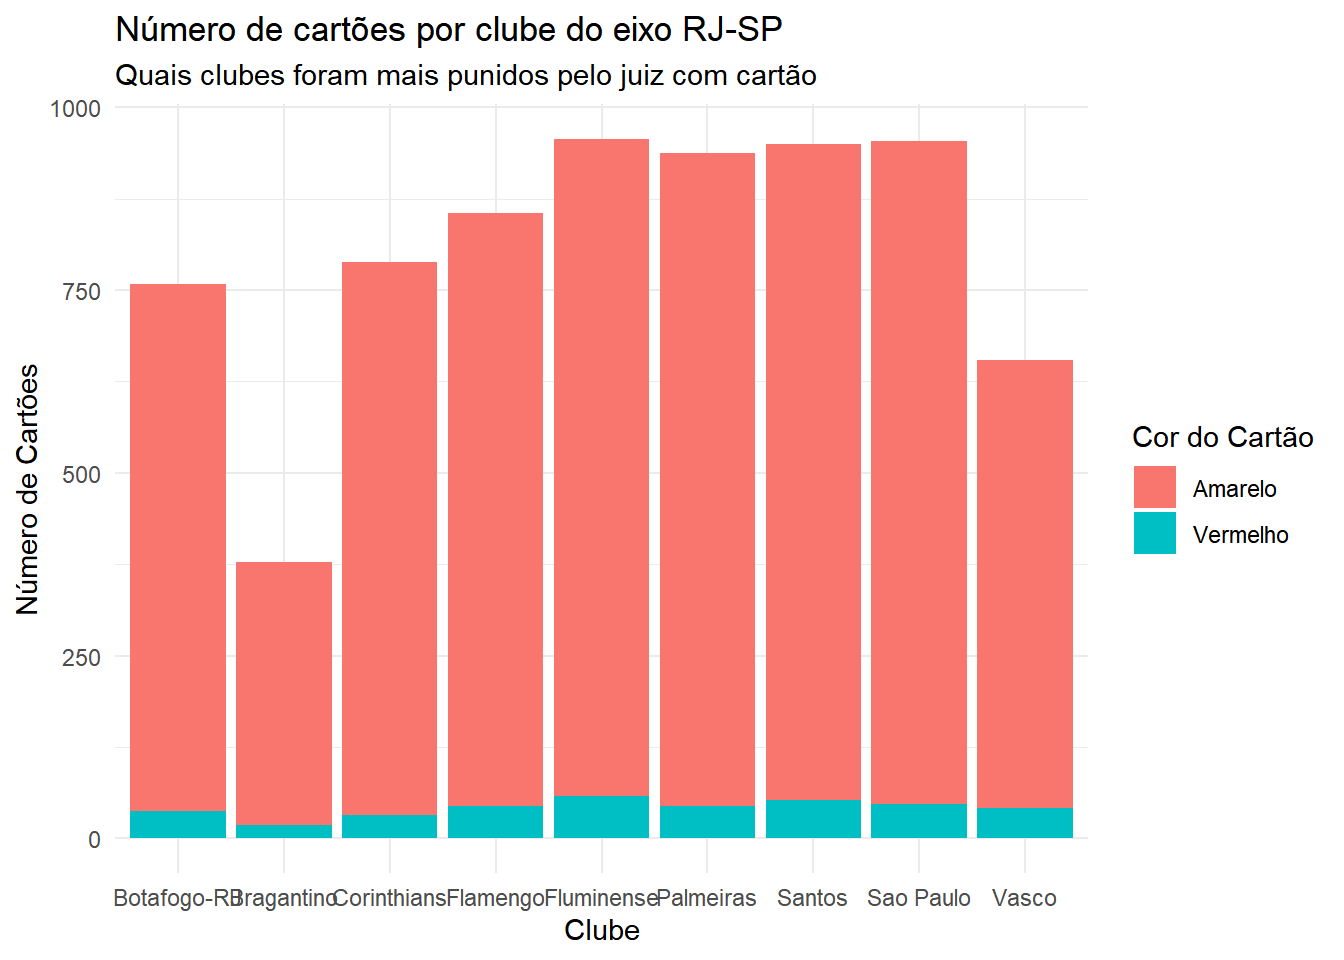 Número de cartões por clube do eixo RJ-SP
Quais clubes foram mais punidos pelo juiz com cartão
1000
750
500
250
0
Número de Cartões
Botafogo-RJ Bragantino Corinthians Flamengo Fluminense Palmeiras Santos Sao Paulo Vasco
Clube
Cor do Cartão
Amarelo
Vermelho